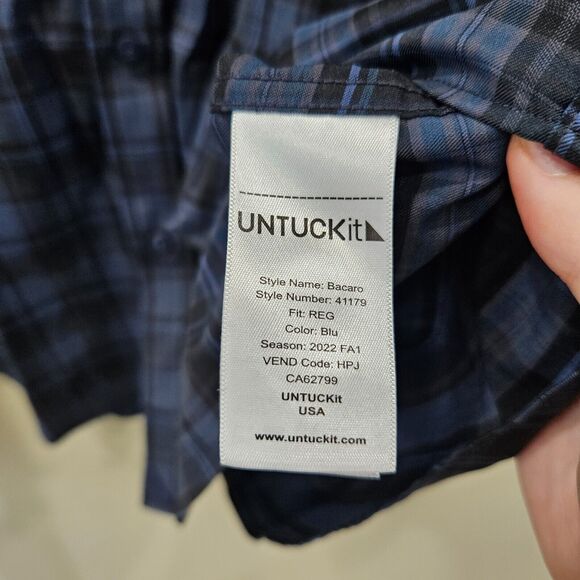 UNTUCKit
Style Name: Bacaro
Style Number: 41179
Fit: REG
Color: Blu
Season: 2022 FA1
VEND Code: HPJ
CA62799
UNTUCKit
USA
www.untuckit.com